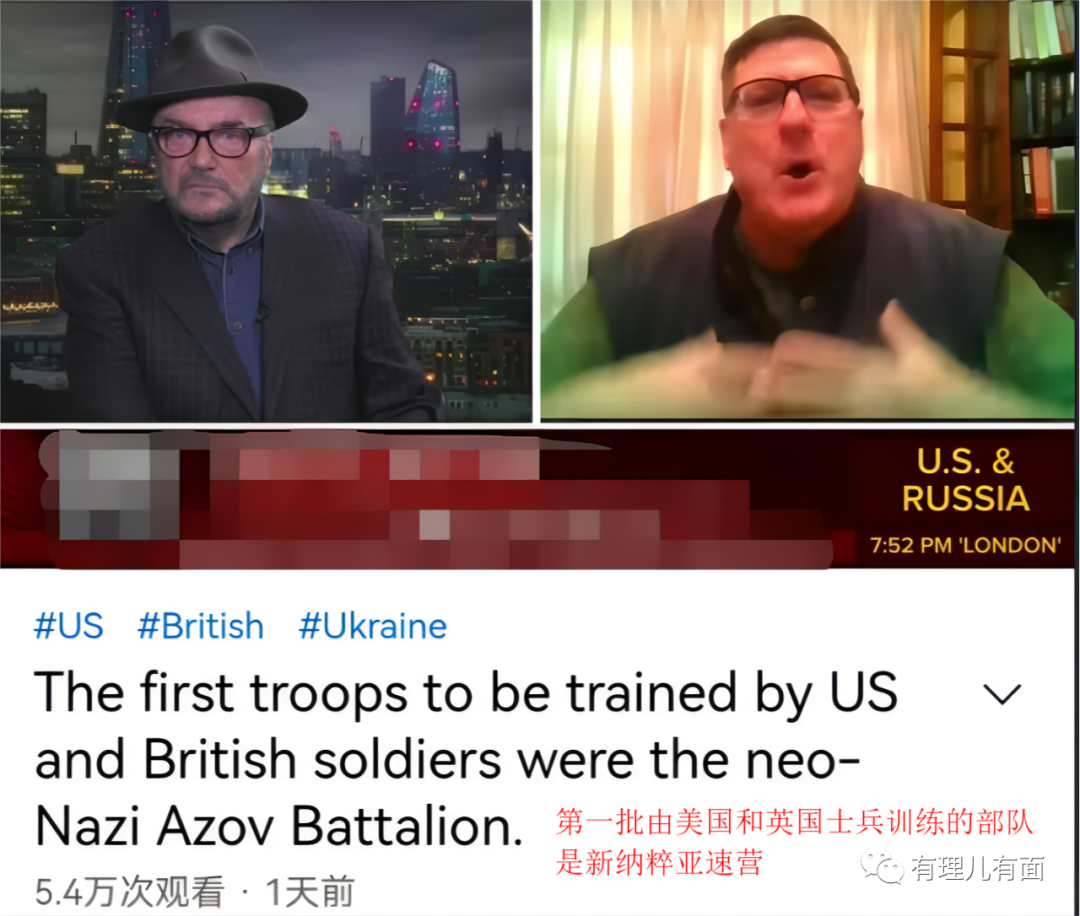 U.S. &
RUSSIA
7:52 PM 'LONDON'
#US #British #Ukraine
The first troops to be trained by US
and British soldiers were the neo-
Nazi Azov Battalion.
第一批由美国和英国士兵训练的部队
是新纳粹亚速营
5.4万次观看 · 1天前
有理儿有面